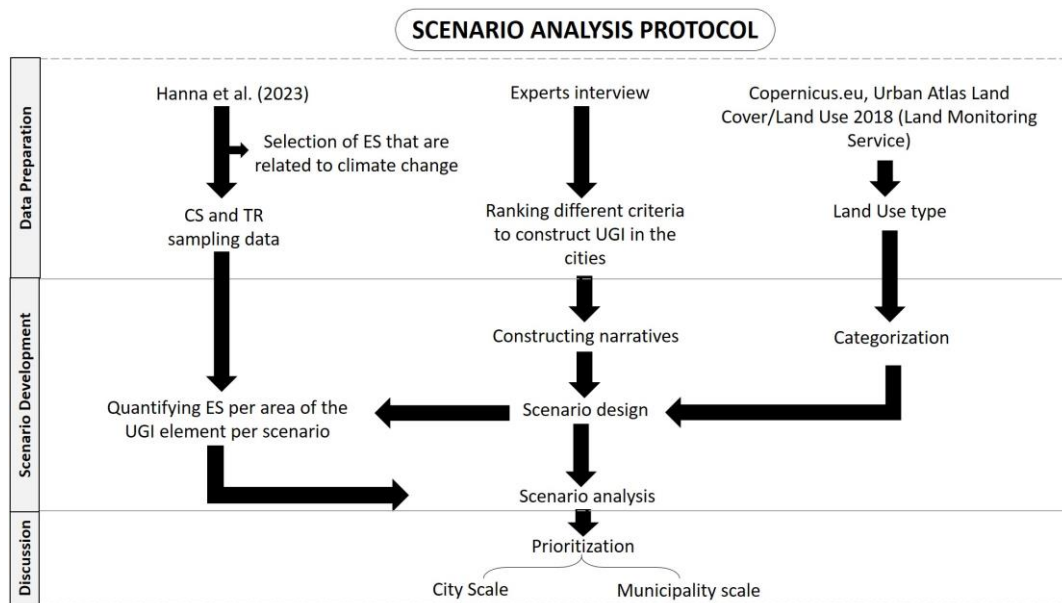 SCENARIO ANALYSIS PROTOCOL
Data Preparation
Hanna et al. (2023)
Selection of ES that are
related to climate change
CS and TR
sampling data
Experts interview
Ranking different criteria
to construct UGI in the
cities
Copernicus.eu, Urban Atlas Land
Cover/Land Use 2018 (Land Monitoring
Service)
Land Use type
Scenario Development
Constructing narratives
Categorization
Quantifying ES per area of the
UGI element per scenario
Scenario design
Scenario analysis
Discussion
Prioritization
City Scale
Municipality scale